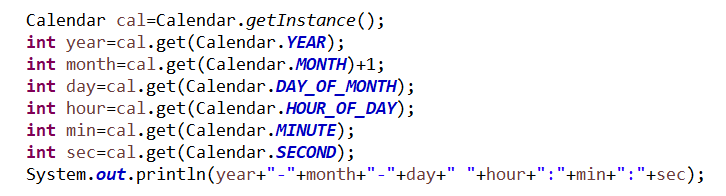 Calendar cal=Calendar.getInstance();
int year=cal.get(Calendar.YEAR);
int month=cal.get(Calendar.MONTH)+1;
int day=cal.get(Calendar.DAY_OF_MONTH);
int hour=cal.get(Calendar.HOUR_OF_DAY);
int min=cal.get(Calendar.MINUTE);
int sec=cal.get(Calendar.SECOND);
System.out.println(year+"-"+month+"-"+day+" "+hour+":"+min+":"+sec);